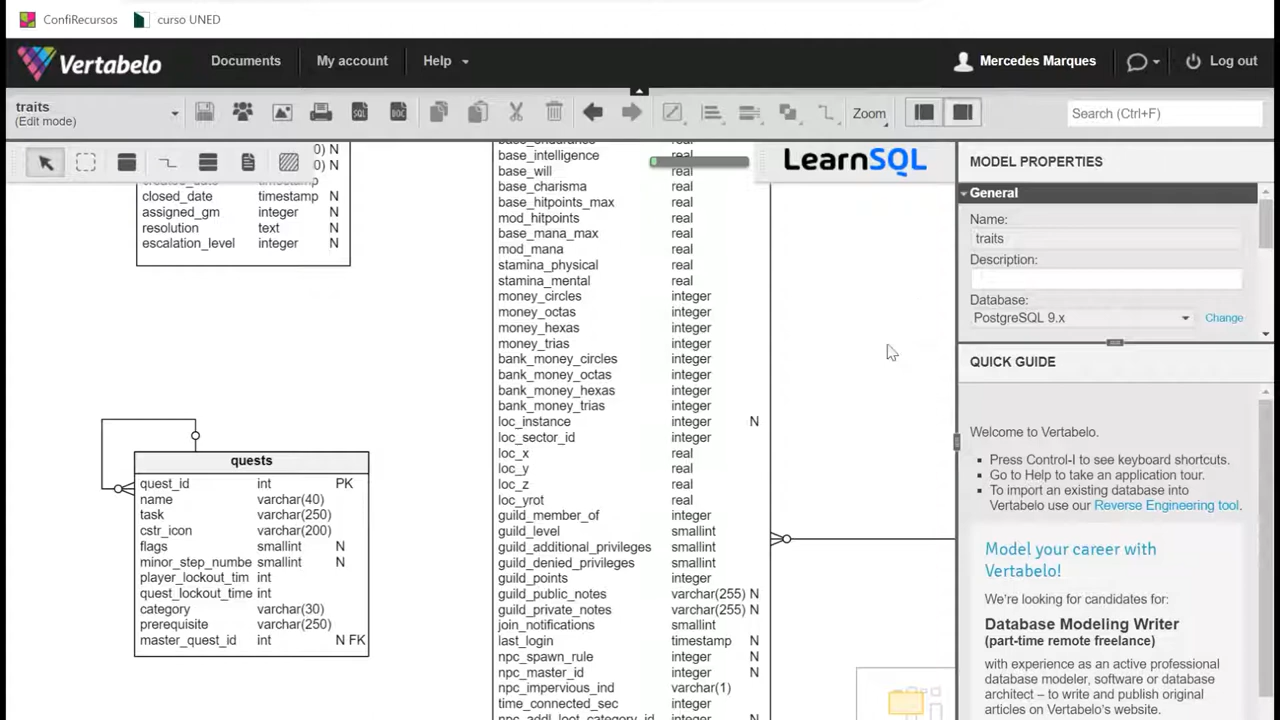 ConfiRecursos curso UNED
Vertabelo Documents My account Help Mercedes Marques Log out
traits
(Edit mode)
SQL DOC Zoom Search (Ctrl+F)
LearnSQL
0) N
0) N
timestamp
closed_date timestamp N
assigned_gm integer N
resolution text N
escalation_level integer N
quests
quest_id int PK
name varchar(40)
task varchar(250)
cstr_icon varchar(200)
flags smallint N
minor_step_numbe smallint N
player_lockout_tim int
quest_lockout_time int
category varchar(30)
prerequisite varchar(250)
master_quest_id int N FK
base_intelligence real
base_will real
base_charisma real
base_hitpoints_max real
mod_hitpoints real
base_mana_max real
mod_mana real
stamina_physical real
stamina_mental real
money_circles integer
money_octas integer
money_hexas integer
money_trias integer
bank_money_circles integer
bank_money_octas integer
bank_money_hexas integer
bank_money_trias integer
loc_instance integer N
loc_sector_id integer
loc_x real
loc_y real
loc_z real
loc_yrot real
guild_member_of integer
guild_level smallint
guild_additional_privileges smallint
guild_denied_privileges smallint
guild_points integer
guild_public_notes varchar(255) N
guild_private_notes varchar(255) N
join_notifications smallint
last_login timestamp N
npc_spawn_rule integer N
npc_master_id integer N
npc_impervious_ind varchar(1)
time_connected_sec integer
npc_addl_loot_category_id integer N
MODEL PROPERTIES
General
Name:
traits
Description:
Database:
PostgreSQL 9.x Change
QUICK GUIDE
Welcome to Vertabelo.
Press Control-I to see keyboard shortcuts.
Go to Help to take an application tour.
To import an existing database into
Vertabelo use our Reverse Engineering tool.
Model your career with
Vertabelo!
We're looking for candidates for:
Database Modeling Writer
(part-time remote freelance)
with experience as an active professional
database modeler, software or database
architect – to write and publish original
articles on Vertabelo's website.